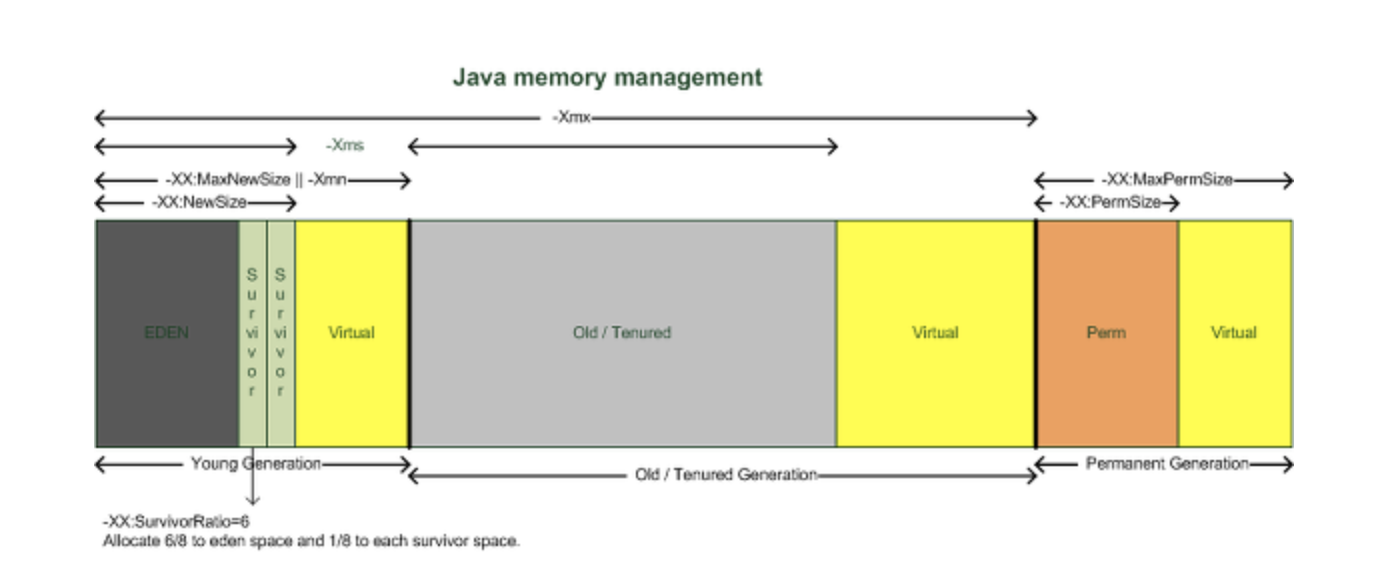 Java memory management
-Xmx
-Xms
-XX:MaxNewSize || -Xmn
-XX:MaxPermSize
-XX:NewSize
-XX:PermSize
EDEN
Survivor
Survivor
Virtual
Old / Tenured
Virtual
Perm
Virtual
Young Generation
Old / Tenured Generation
Permanent Generation
-XX:SurvivorRatio=6
Allocate 6/8 to eden space and 1/8 to each survivor space.